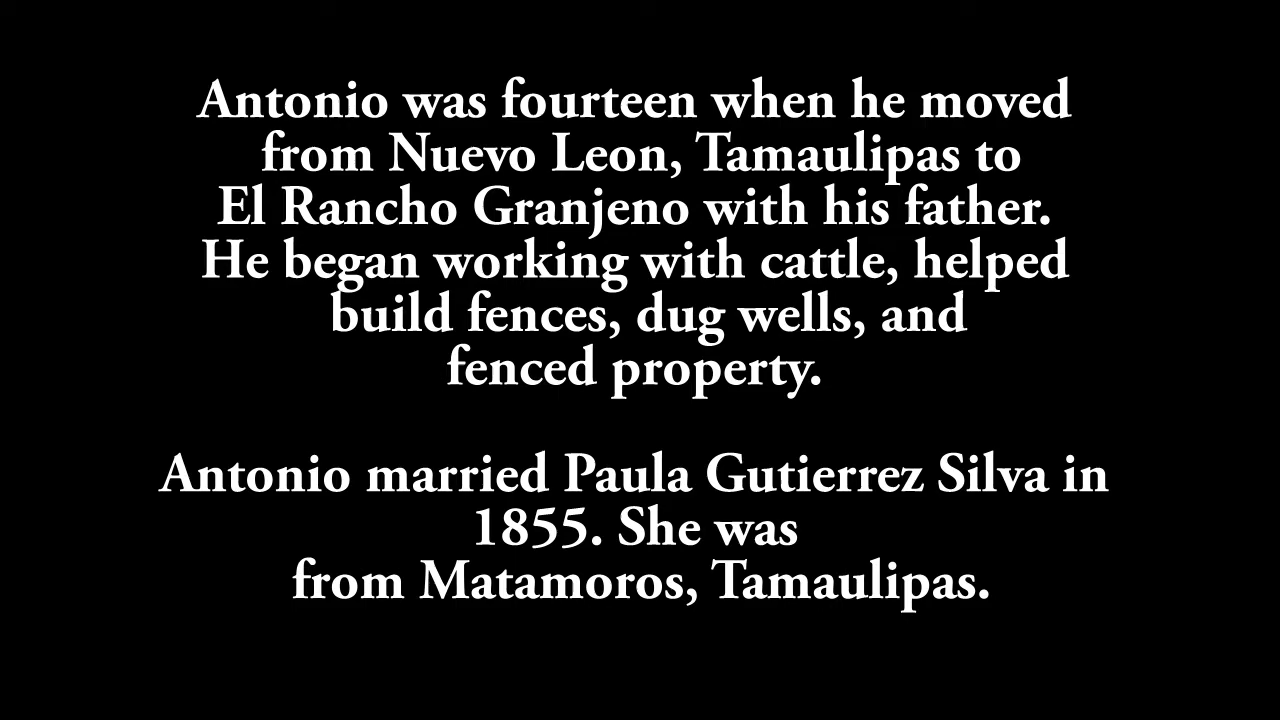 Antonio was fourteen when he moved
from Nuevo Leon, Tamaulipas to
El Rancho Granjeno with his father.
He began working with cattle, helped
build fences, dug wells, and
fenced property.
Antonio married Paula Gutierrez Silva in
1855. She was
from Matamoros, Tamaulipas.